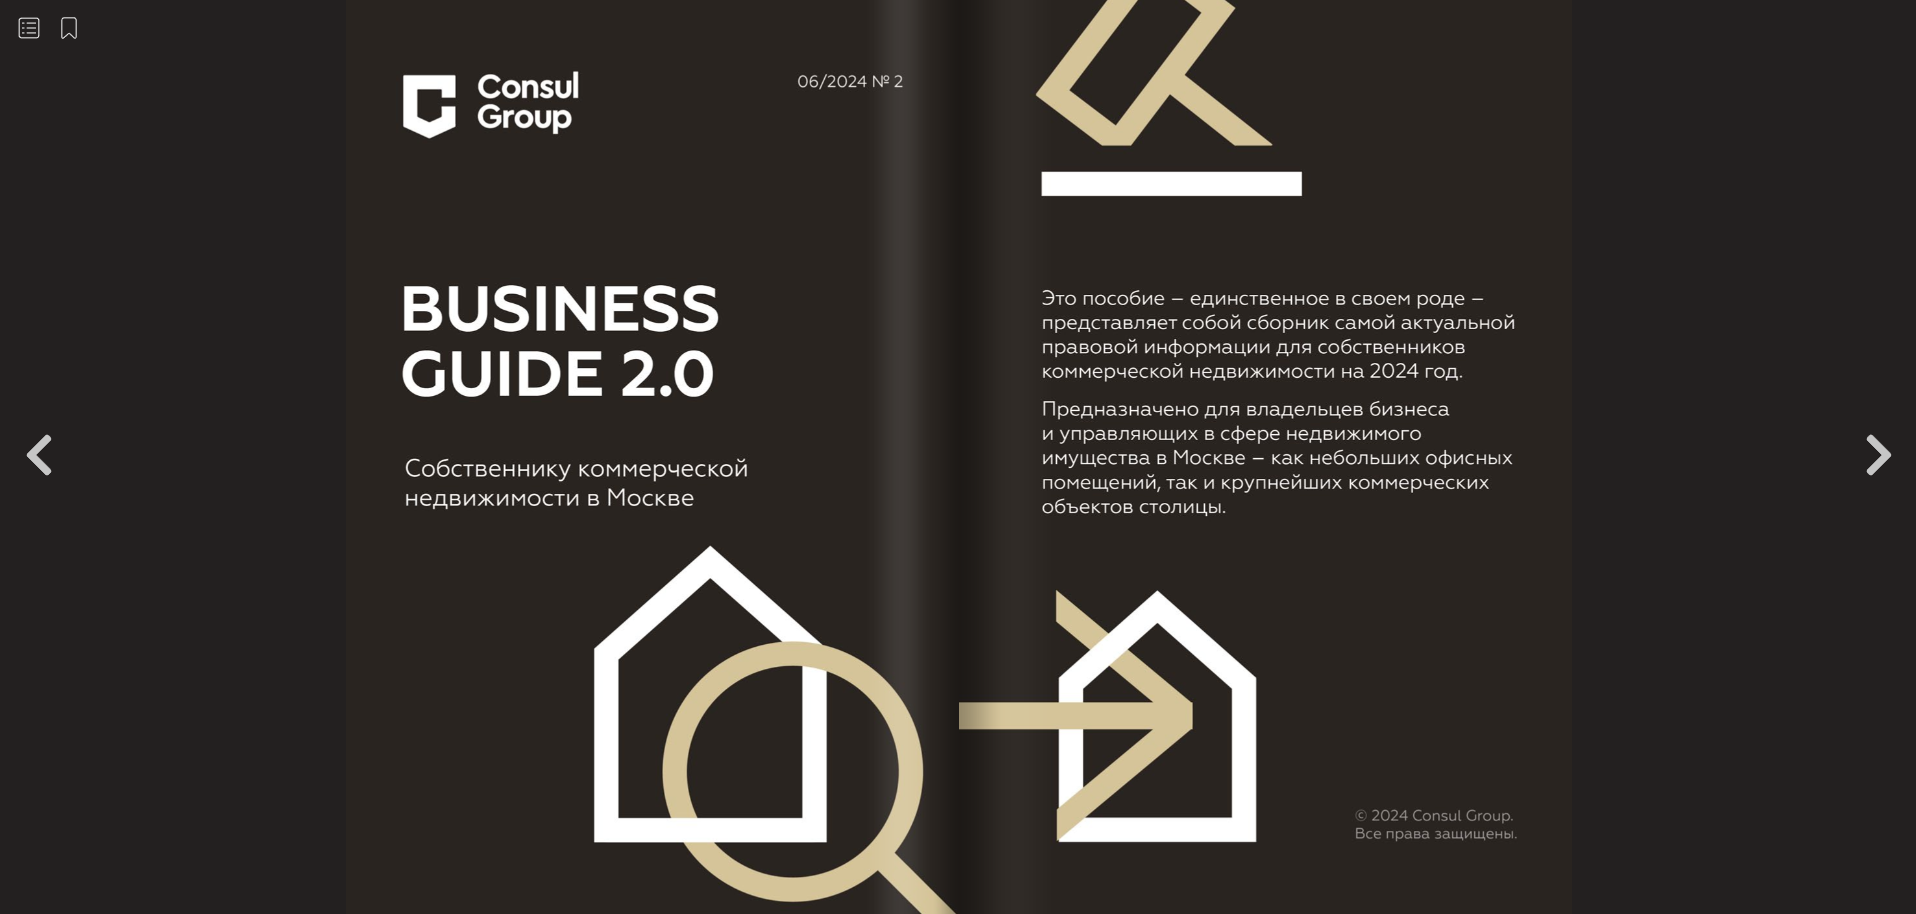 Consul
Group
06/2024 № 2
BUSINESS
GUIDE 2.0
Собственнику коммерческой
недвижимости в Москве
Это пособие – единственное в своем роде –
представляет собой сборник самой актуальной
правовой информации для собственников
коммерческой недвижимости на 2024 год.
Предназначено для владельцев бизнеса
и управляющих в сфере недвижимого
имущества в Москве – как небольших офисных
помещений, так и крупнейших коммерческих
объектов столицы.
© 2024 Consul Group.
Все права защищены.